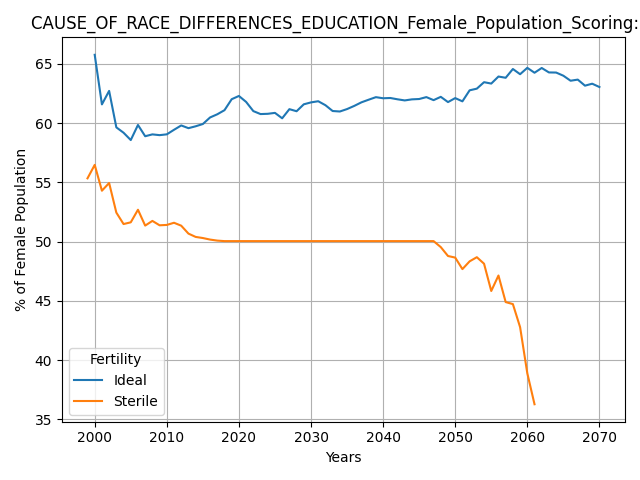 CAUSE_OF_RACE_DIFFERENCES_EDUCATION_Female_Population_Scoring:
% of Female Population
65
60
55
50
45
40
35
Fertility
Ideal
Sterile
2000 2010 2020 2030 2040 2050 2060 2070
Years